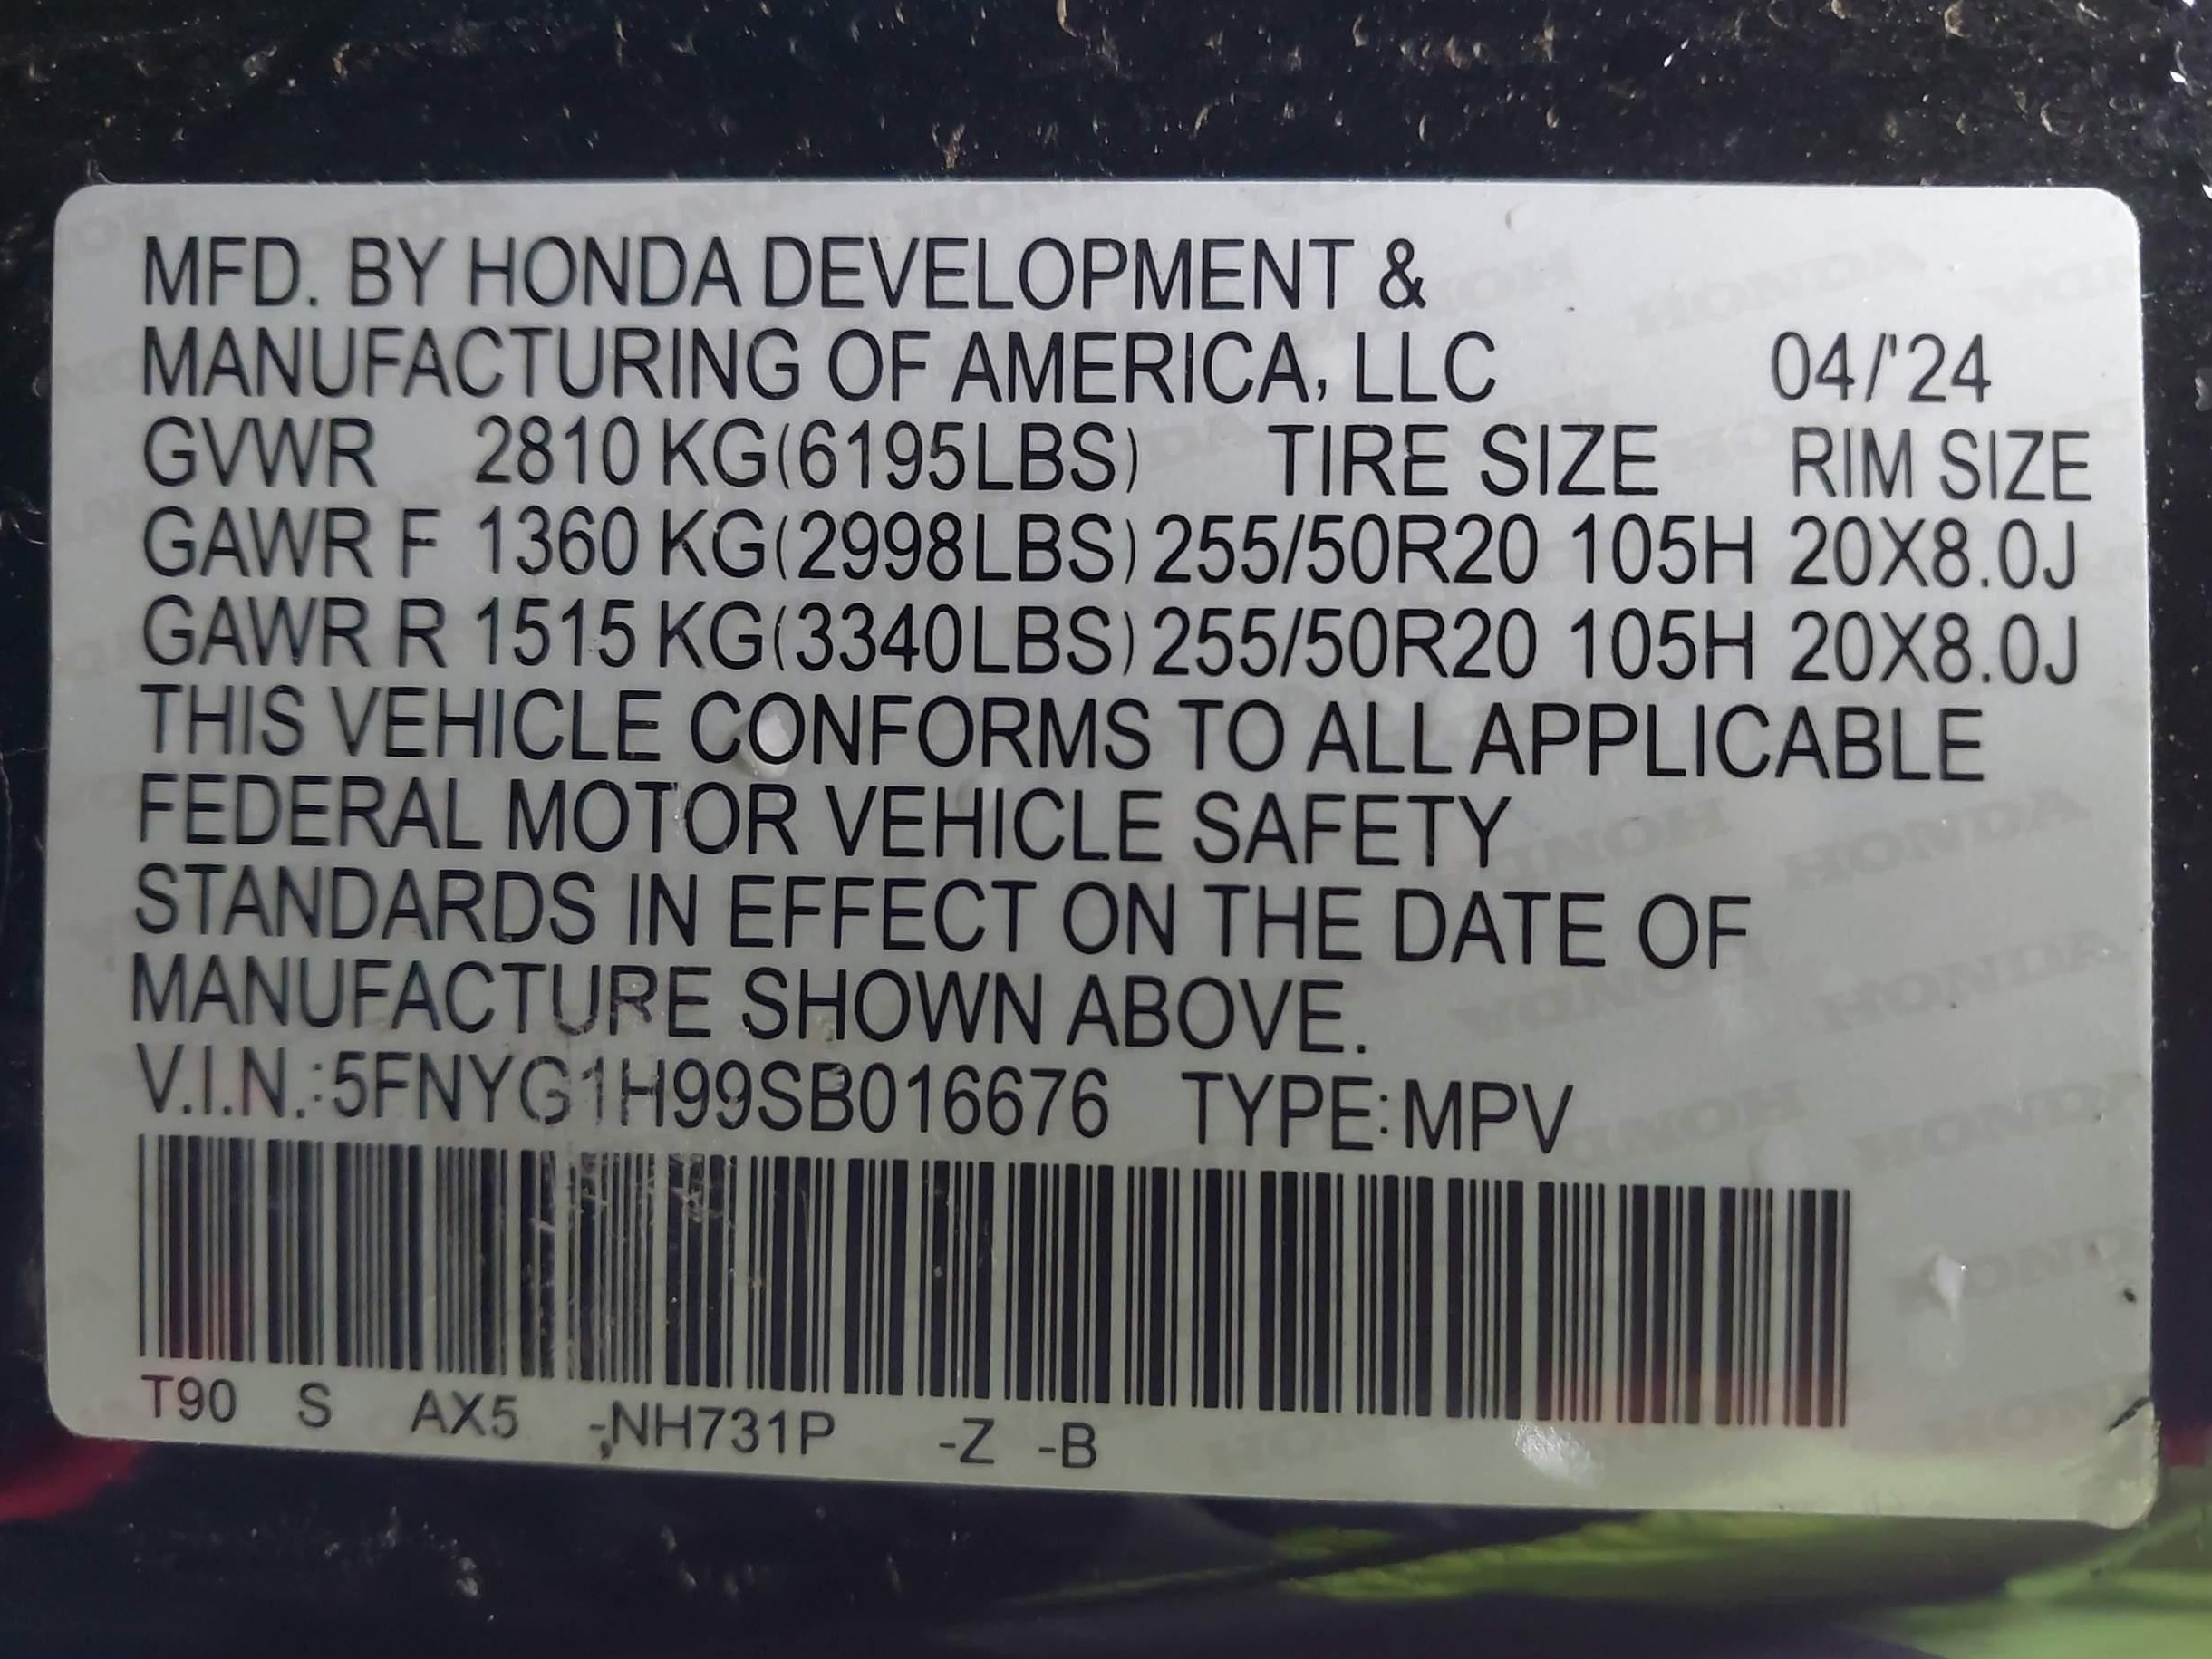 MFD. BY HONDA DEVELOPMENT &
MANUFACTURING OF AMERICA, LLC 04/'24
GVWR 2810 KG(6195LBS) TIRE SIZE RIM SIZE
GAWR F 1360 KG(2998LBS) 255/50R20 105H 20X8.0J
GAWR R 1515 KG(3340LBS) 255/50R20 105H 20X8.0J
THIS VEHICLE CONFORMS TO ALL APPLICABLE
FEDERAL MOTOR VEHICLE SAFETY
STANDARDS IN EFFECT ON THE DATE OF
MANUFACTURE SHOWN ABOVE.
V.I.N.:5FNYG1H99SB016676 TYPE:MPV
T90 S AX5 -NH731P -Z -B